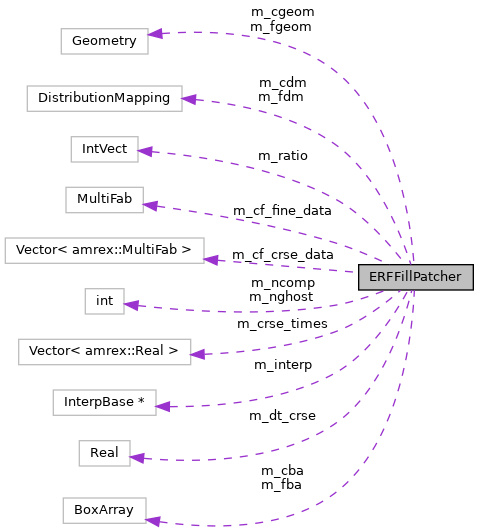 m_cgeom
m_fgeom
Geometry
m_cdm
m_fdm
DistributionMapping
IntVect
m_ratio
MultiFab
m_cf_fine_data
Vector< amrex::MultiFab >
m_cf_crse_data
ERFFillPatcher
m_ncomp
m_nghost
int
m_crse_times
Vector< amrex::Real >
m_interp
InterpBase *
m_dt_crse
Real
m_cba
m_fba
BoxArray